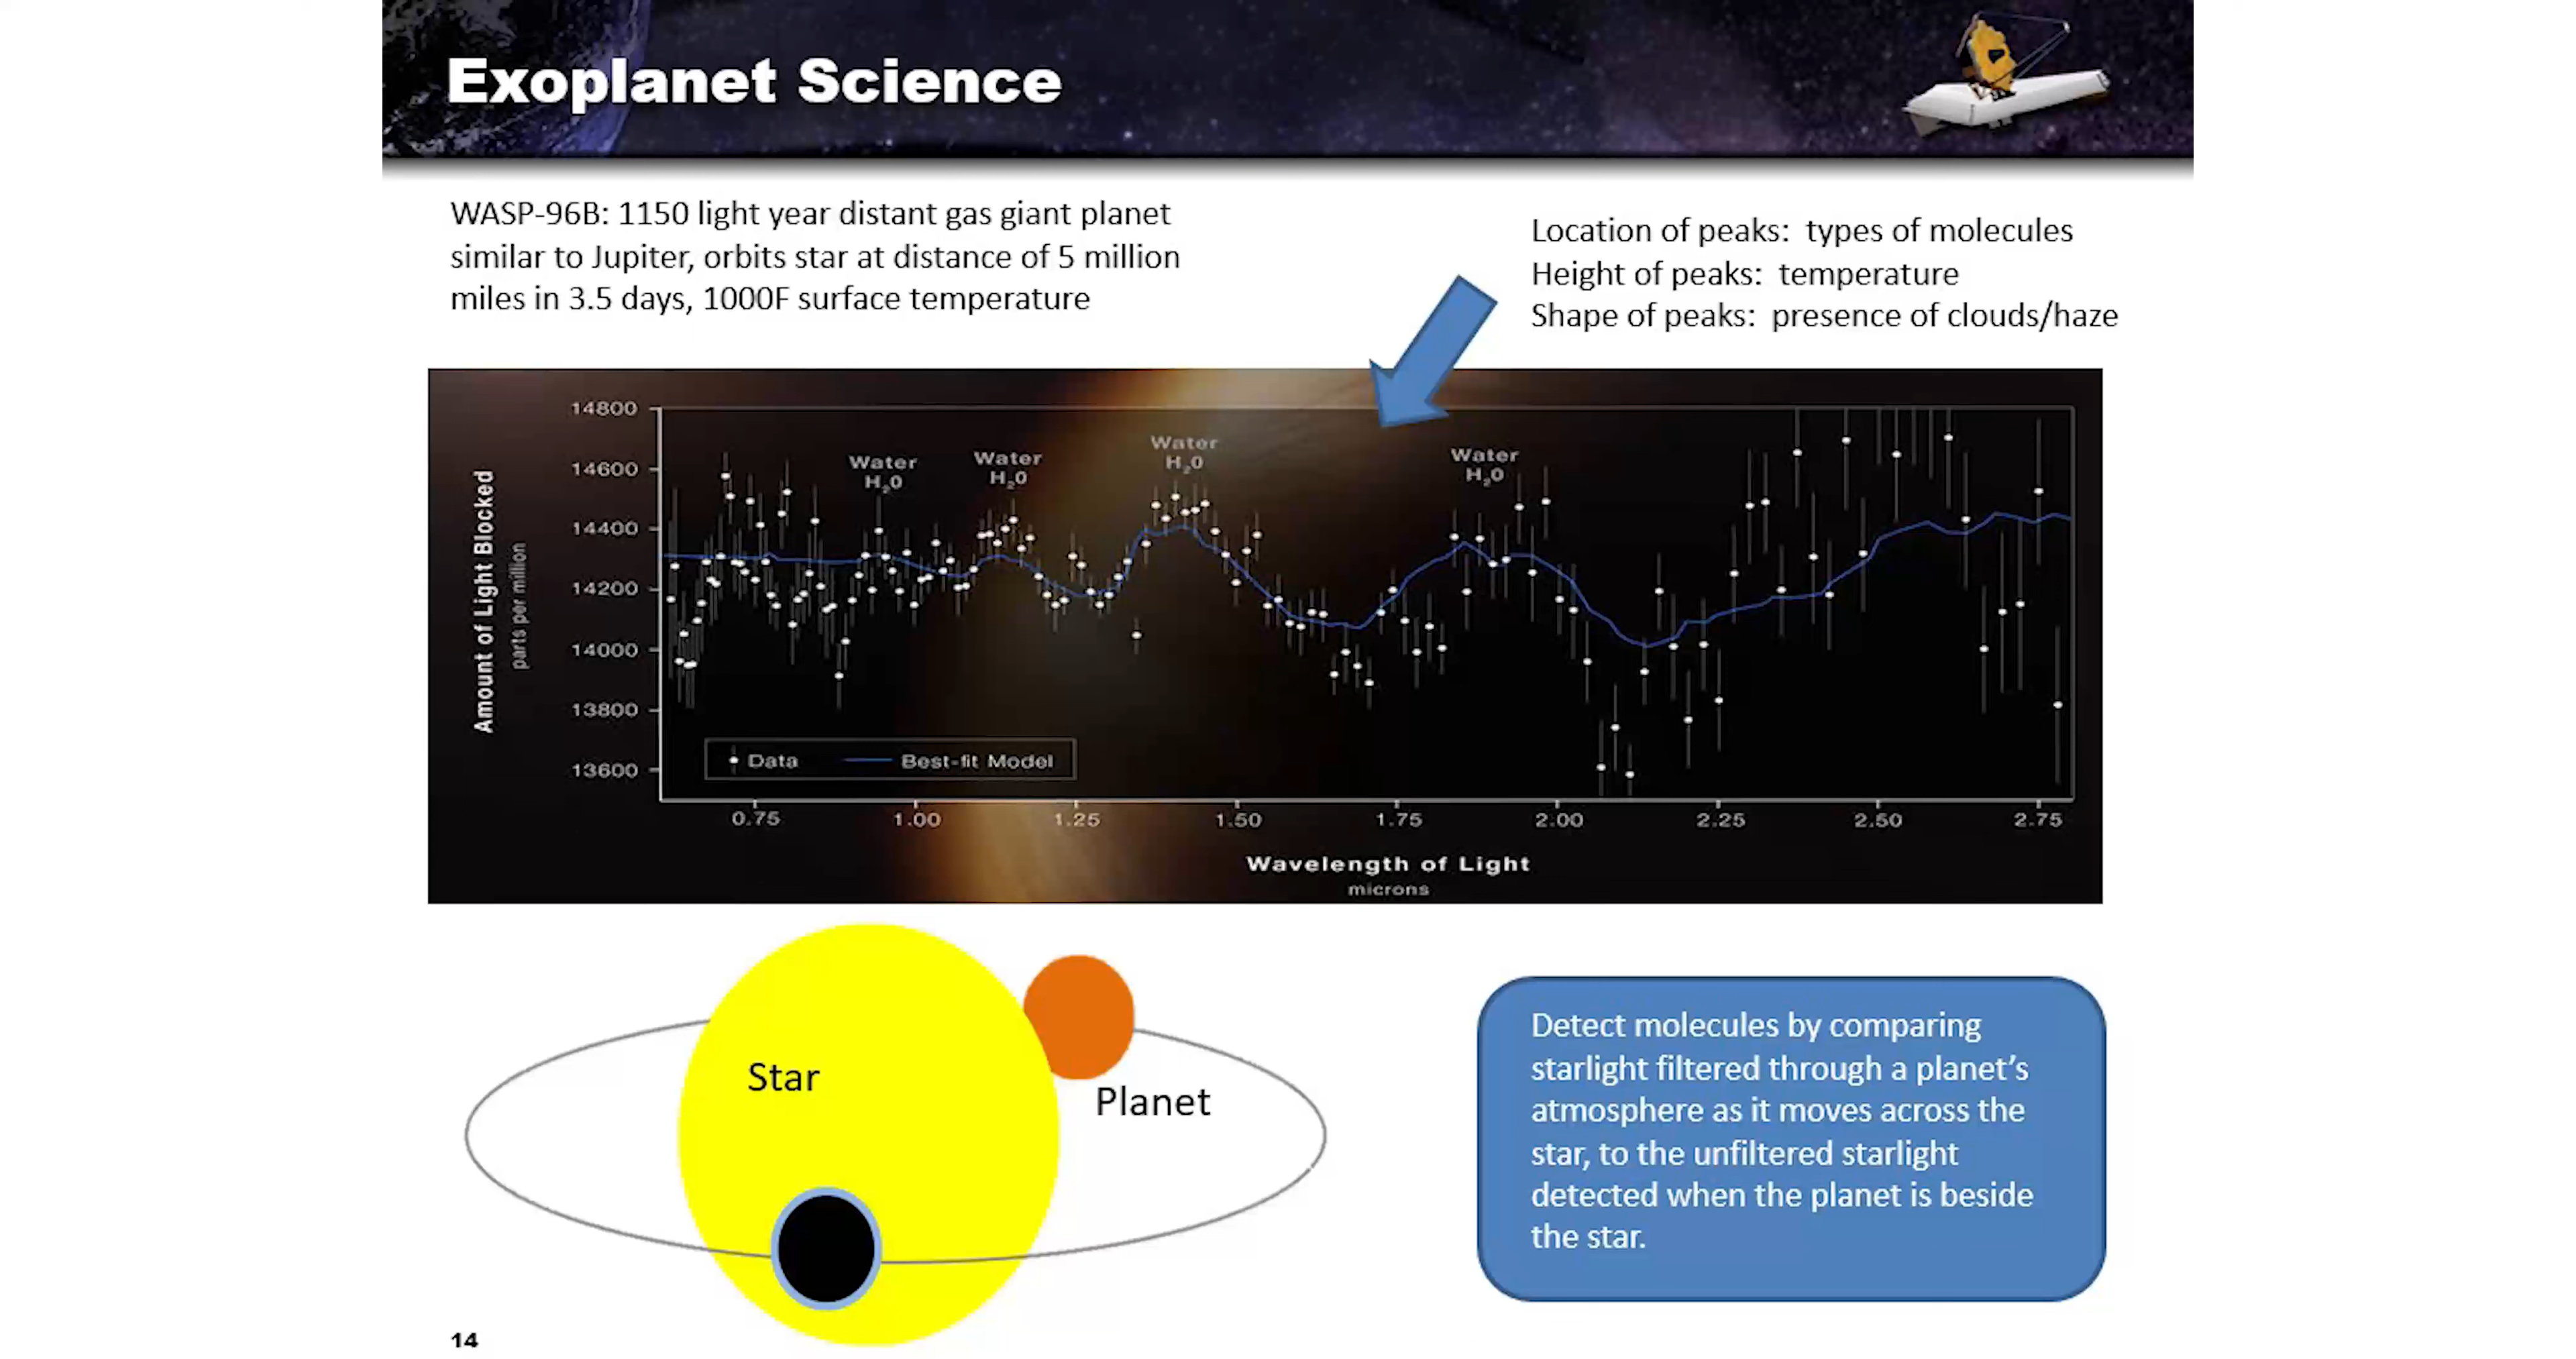 Exoplanet Science
WASP-96B: 1150 light year distant gas giant planet
similar to Jupiter, orbits star at distance of 5 million
miles in 3.5 days, 1000F surface temperature
Location of peaks: types of molecules
Height of peaks: temperature
Shape of peaks: presence of clouds/haze
Amount of Light Blocked
parts per million
14800
14600
14400
14200
14000
13800
13600
Water
H₂0
Water
H₂0
Water
H₂0
Water
H₂0
Data
Best-fit Model
0.75 1.00 1.25 1.50 1.75 2.00 2.25 2.50 2.75
Wavelength of Light
microns
Star
Planet
Detect molecules by comparing
starlight filtered through a planet’s
atmosphere as it moves across the
star, to the unfiltered starlight
detected when the planet is beside
the star.
14